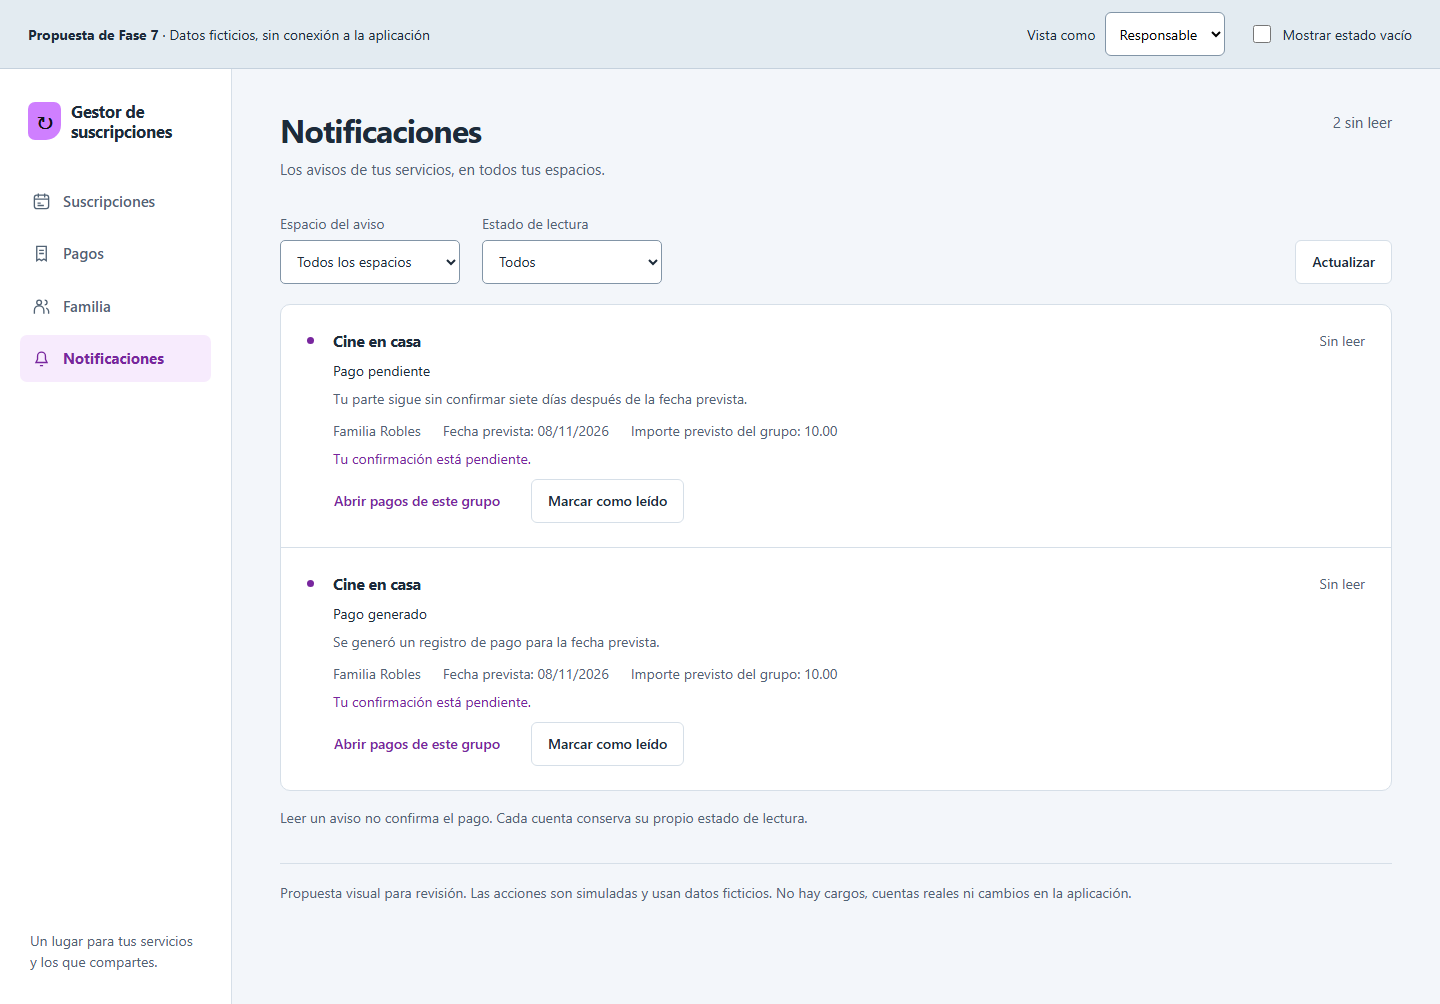 Propuesta de Fase 7 · Datos ficticios, sin conexión a la aplicación
Vista como
Responsable
Mostrar estado vacío
Gestor de
suscripciones
Suscripciones
Pagos
Familia
Notificaciones
Un lugar para tus servicios
y los que compartes.
Notificaciones
2 sin leer
Los avisos de tus servicios, en todos tus espacios.
Espacio del aviso
Estado de lectura
Todos los espacios
Todos
Actualizar
Cine en casa
Sin leer
Pago pendiente
Tu parte sigue sin confirmar siete días después de la fecha prevista.
Familia Robles Fecha prevista: 08/11/2026 Importe previsto del grupo: 10.00
Tu confirmación está pendiente.
Abrir pagos de este grupo
Marcar como leído
Cine en casa
Sin leer
Pago generado
Se generó un registro de pago para la fecha prevista.
Familia Robles Fecha prevista: 08/11/2026 Importe previsto del grupo: 10.00
Tu confirmación está pendiente.
Abrir pagos de este grupo
Marcar como leído
Leer un aviso no confirma el pago. Cada cuenta conserva su propio estado de lectura.
Propuesta visual para revisión. Las acciones son simuladas y usan datos ficticios. No hay cargos, cuentas reales ni cambios en la aplicación.